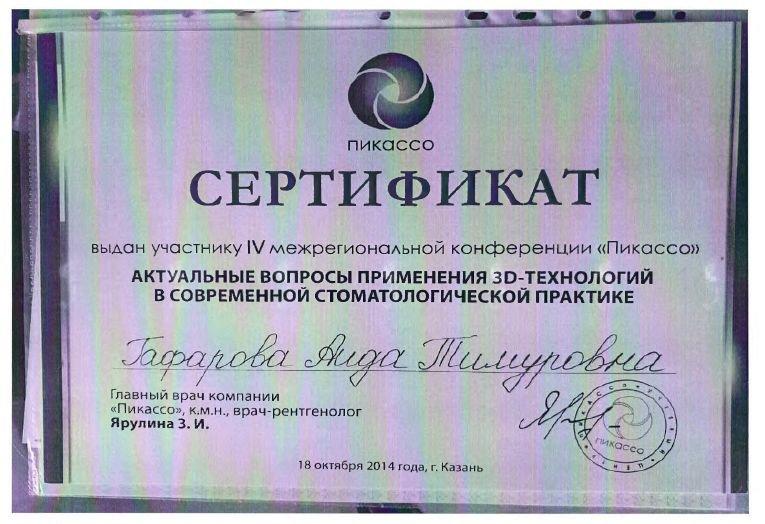 ПИКАССО
СЕРТИФИКАТ
выдан участнику IV межрегиональной конференции «Пикассо»
АКТУАЛЬНЫЕ ВОПРОСЫ ПРИМЕНЕНИЯ 3D-ТЕХНОЛОГИЙ
В СОВРЕМЕННОЙ СТОМАТОЛОГИЧЕСКОЙ ПРАКТИКЕ
Гафарова Аида Тимуровна
Главный врач компании
«Пикассо», к.м.н., врач-рентгенолог
Ярулина З. И.
ПИКАССО
18 октября 2014 года, г. Казань